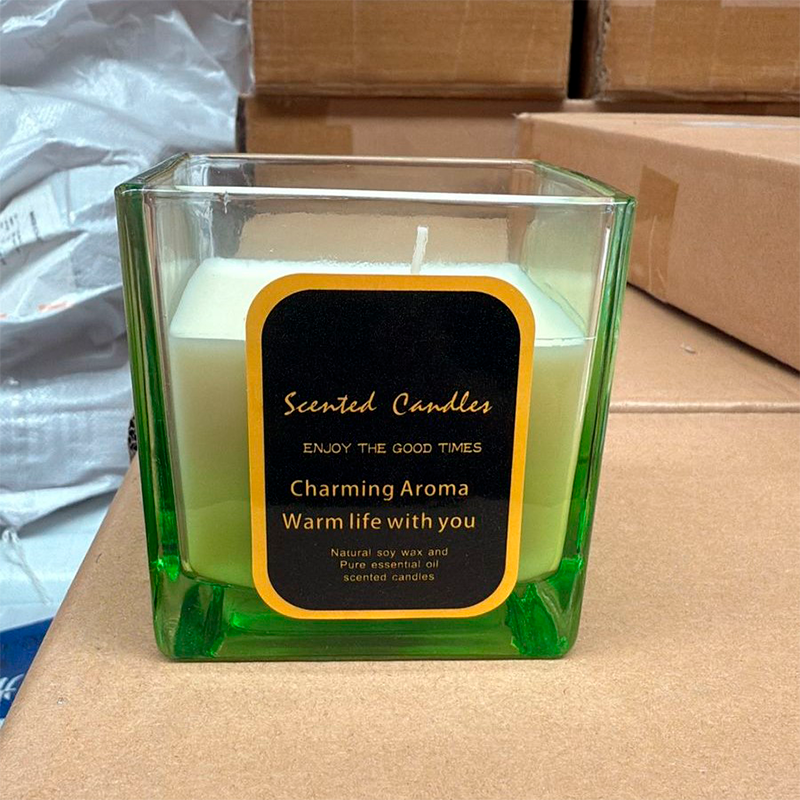 Scented Candles
ENJOY THE GOOD TIMES
Charming Aroma
Warm life with you
Natural soy wax and
Pure essential oil
scented candles